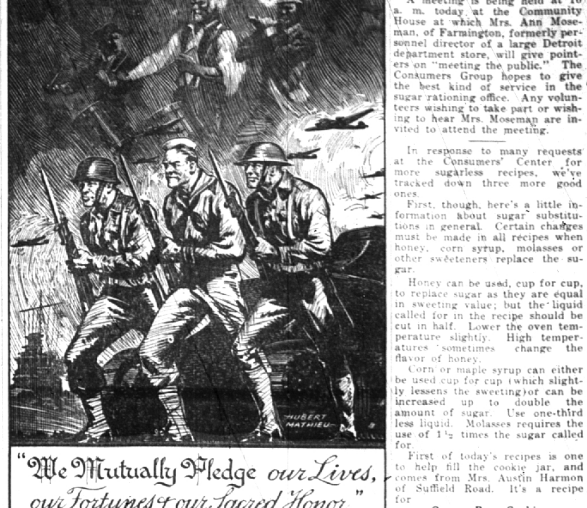 HUBERT
MATHIEU
"We Mutually Pledge our Lives,
our Fortunes & our Sacred Honor"
A meeting is being held at 10
a. m. today at the Community
House at which Mrs. Ann Mose-
man, of Farmington, formerly per-
sonnel director of a large Detroit
department store, will give point-
ers on "meeting the public." The
Consumers Group hopes to give
the best kind of service in the
sugar rationing office. Any volun-
teers wishing to take part or wish-
ing to hear Mrs. Moseman are in-
vited to attend the meeting.
In response to many requests
at the Consumers' Center for
more sugarless recipes, we've
tracked down three more good
ones.
First, though, here's a little in-
formation about sugar substitu-
tions in general. Certain changes
must be made in all recipes when
honey, corn syrup, molasses or
other sweeteners replace the su-
gar.
Honey can be used, cup for cup,
to replace sugar as they are equal
in sweeting value; but the liquid
called for in the recipe should be
cut in half. Lower the oven tem-
perature slightly. High temper-
atures sometimes change the
flavor of honey.
Corn or maple syrup can either
be used cup for cup (which slight-
ly lessens the sweeting) or can be
increased up to double the
amount of sugar. Use one-third
less liquid. Molasses requires the
use of 1½ times the sugar called
for.
First of today's recipes is one
to help fill the cookie jar, and
comes from Mrs. Austin Harmon
of Suffield Road. It's a recipe
for